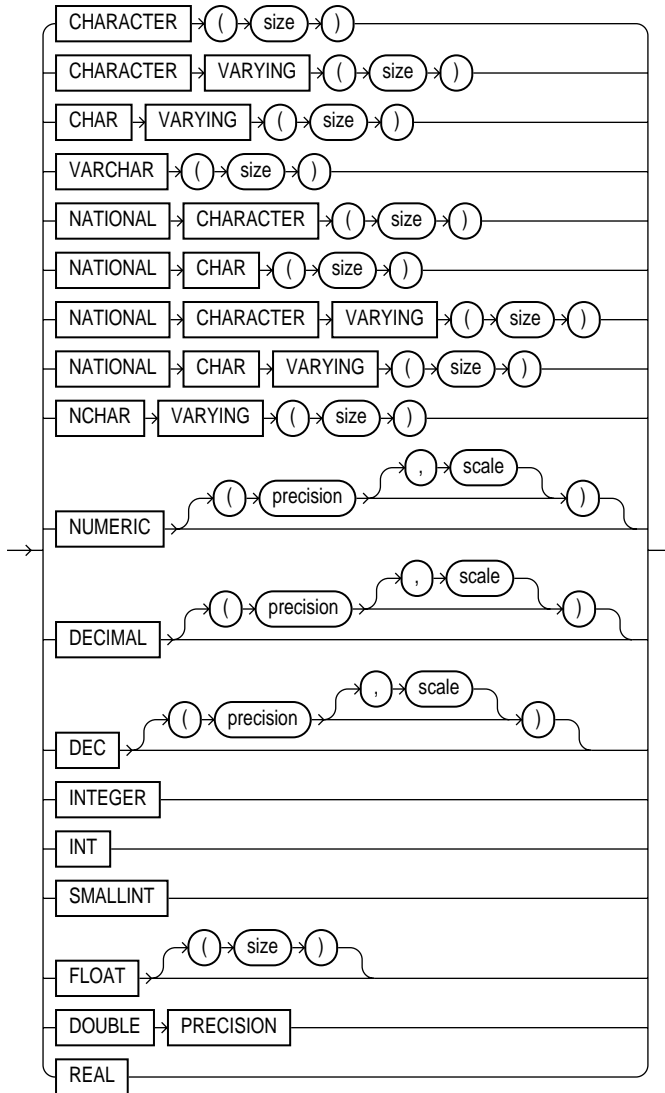 CHARACTER ( size )
CHARACTER VARYING ( size )
CHAR VARYING ( size )
VARCHAR ( size )
NATIONAL CHARACTER ( size )
NATIONAL CHAR ( size )
NATIONAL CHARACTER VARYING ( size )
NATIONAL CHAR VARYING ( size )
NCHAR VARYING ( size )
, scale
( precision )
NUMERIC
, scale
( precision )
DECIMAL
, scale
( precision )
DEC
INTEGER
INT
SMALLINT
( size )
FLOAT
DOUBLE PRECISION
REAL